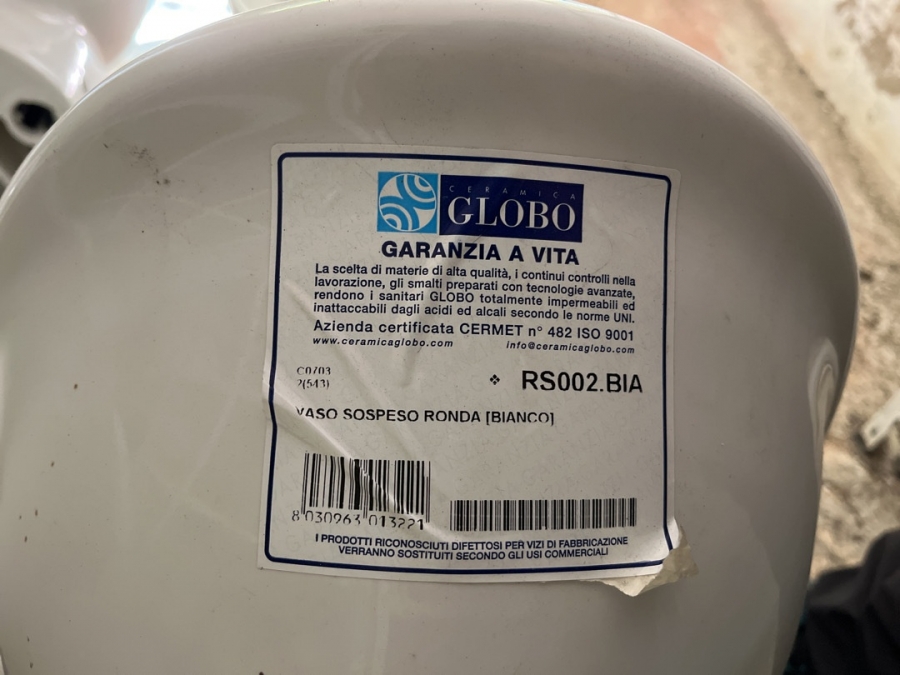 CERAMICA
GLOBO
GARANZIA A VITA
La scelta di materie di alta qualità, i continui controlli nella
lavorazione, gli smalti preparati con tecnologie avanzate,
rendono i sanitari GLOBO totalmente impermeabili ed
inattaccabili dagli acidi ed alcali secondo le norme UNI.
Azienda certificata CERMET n° 482 ISO 9001
www.ceramicaglobo.com info@ceramicaglobo.com
C0703
2(543)
RS002.BIA
VASO SOSPESO RONDA [BIANCO]
8 030963 013221
I PRODOTTI RICONOSCIUTI DIFETTOSI PER VIZI DI FABBRICAZIONE
VERRANNO SOSTITUITI SECONDO GLI USI COMMERCIALI